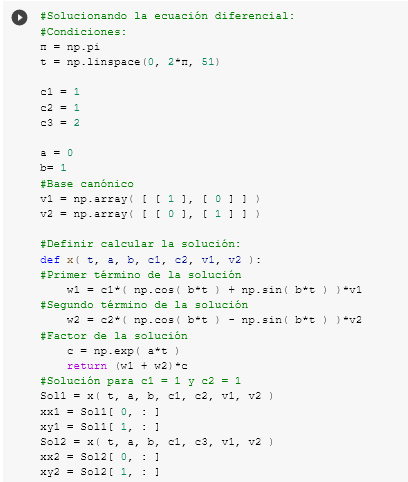 #Solucionando la ecuación diferencial:
#Condiciones:
π = np.pi
t = np.linspace(0, 2*π, 51)
c1 = 1
c2 = 1
c3 = 2
a = 0
b= 1
#Base canónico
v1 = np.array( [ [ 1 ], [ 0 ] ] )
v2 = np.array( [ [ 0 ], [ 1 ] ] )
#Definir calcular la solución:
def x( t, a, b, c1, c2, v1, v2 ):
#Primer término de la solución
w1 = c1*( np.cos( b*t ) + np.sin( b*t ) )*v1
#Segundo término de la solución
w2 = c2*( np.cos( b*t ) - np.sin( b*t ) )*v2
#Factor de la solución
c = np.exp( a*t )
return (w1 + w2)*c
#Solución para c1 = 1 y c2 = 1
Sol1 = x( t, a, b, c1, c2, v1, v2 )
xx1 = Sol1[ 0, : ]
xy1 = Sol1[ 1, : ]
Sol2 = x( t, a, b, c1, c3, v1, v2 )
xx2 = Sol2[ 0, : ]
xy2 = Sol2[ 1, : ]